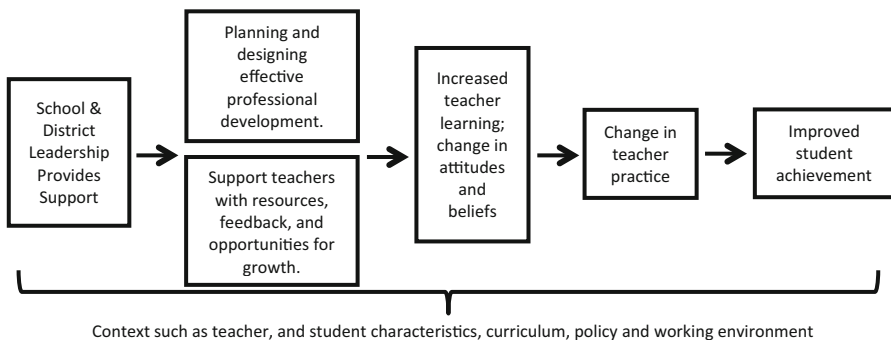 School &
District
Leadership
Provides
Support
Planning and
designing
effective
professional
development.
Support teachers
with resources,
feedback, and
opportunities for
growth.
Increased
teacher
learning;
change in
attitudes
and
beliefs
Change in
teacher
practice
Improved
student
achievement
Context such as teacher, and student characteristics, curriculum, policy and working environment